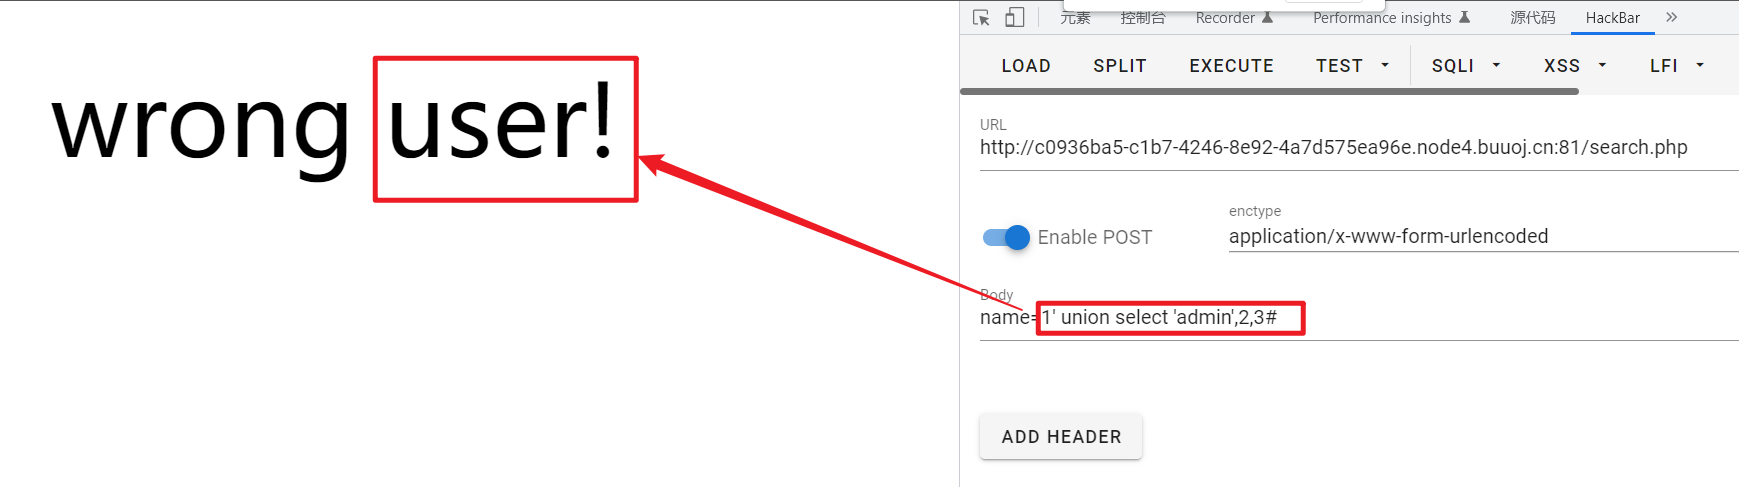 wrong user!
元素 控制台 Recorder Performance insights 源代码 HackBar »
LOAD SPLIT EXECUTE TEST SQLI XSS LFI
URL
http://c0936ba5-c1b7-4246-8e92-4a7d575ea96e.node4.buuoj.cn:81/search.php
enctype
Enable POST application/x-www-form-urlencoded
Body
name=1' union select 'admin',2,3#
ADD HEADER